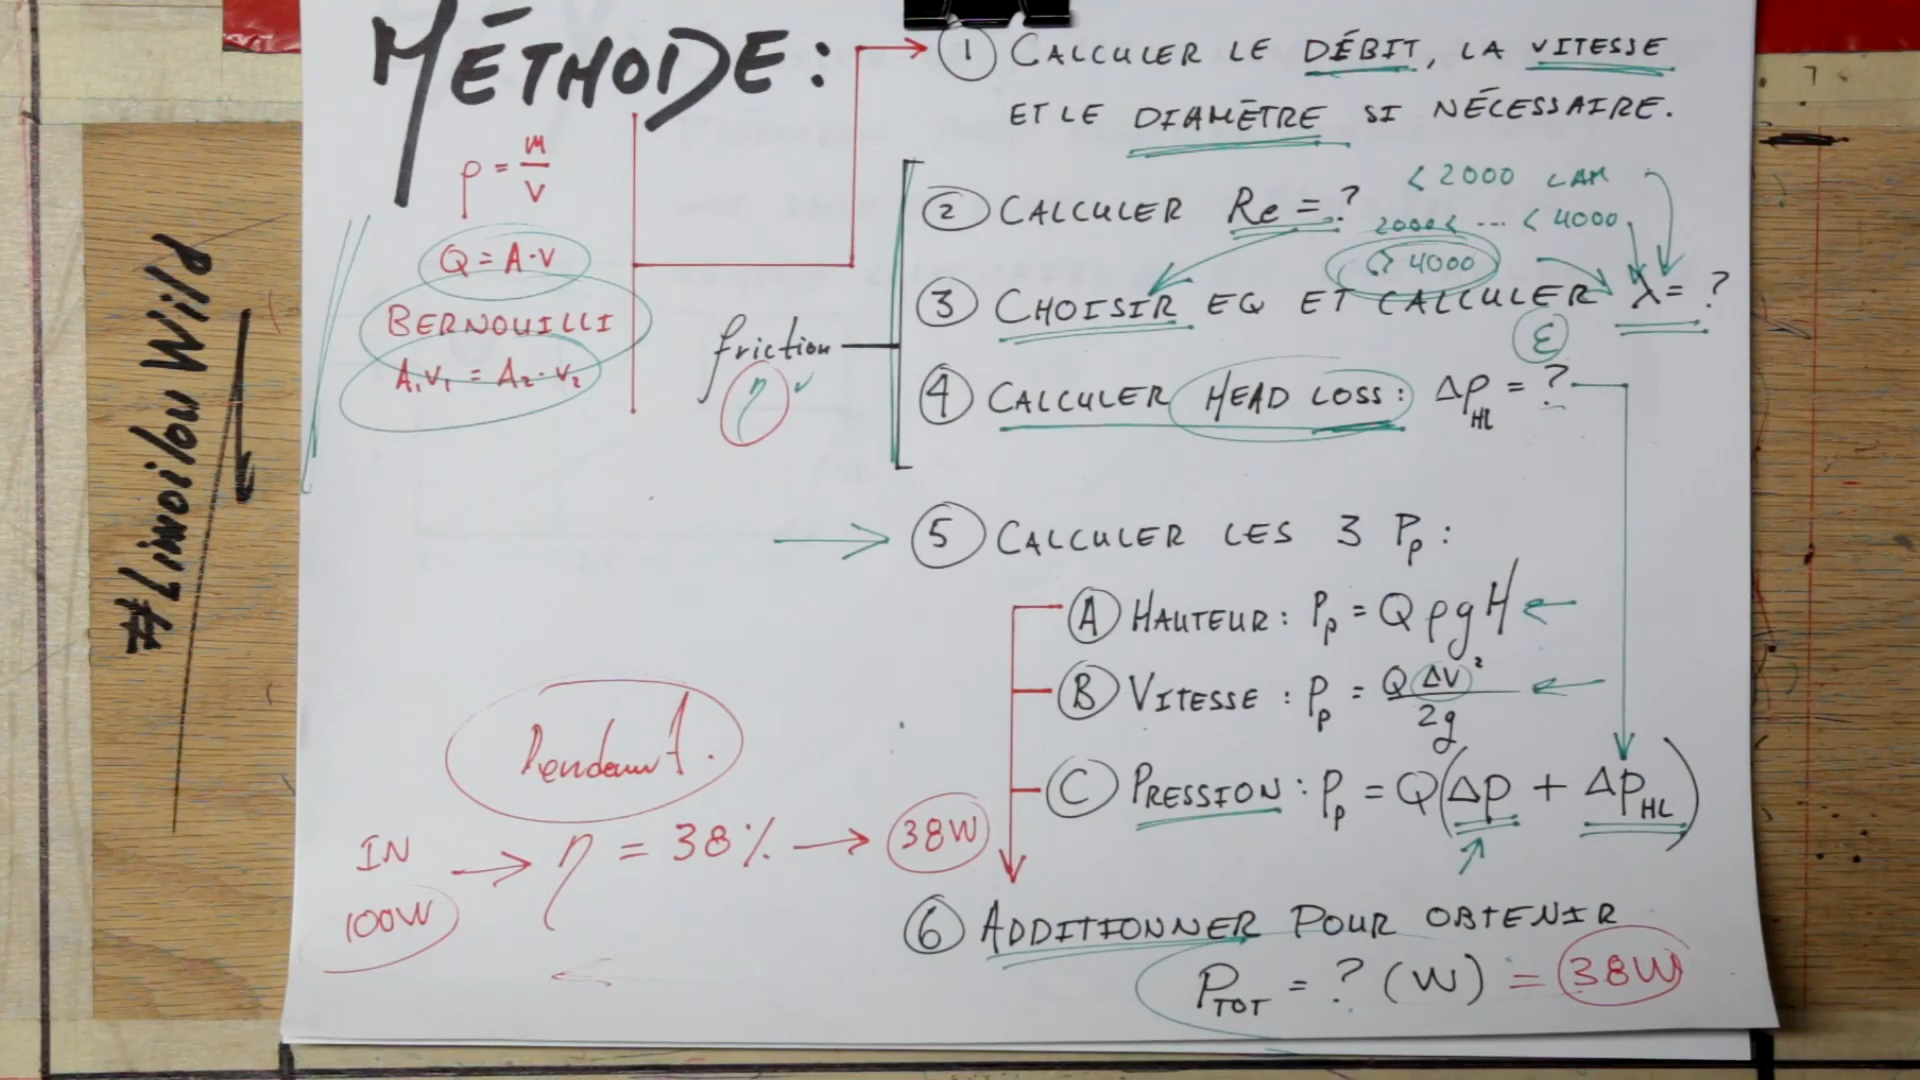 MÉTHODE:
① CALCULER LE DÉBIT, LA VITESSE
ET LE DIAMÈTRE SI NÉCESSAIRE.
ρ = m/V
Q = A·V
BERNOUILLI
A₁V₁ = A₂·V₂
#Limoilou Wild
friction
η
② CALCULER Re = ?
< 2000 LAM
2000 < ... < 4000
> 4000
③ CHOISIR EQ ET CALCULER λ = ?
ε
④ CALCULER HEAD LOSS: Δp_HL = ?
⑤ CALCULER LES 3 Pp:
Ⓐ HAUTEUR: Pp = QρgH
Ⓑ VITESSE: Pp = QΔV²/2g
Ⓒ PRESSION: Pp = Q(Δp + Δp_HL)
⑥ ADDITIONNER POUR OBTENIR
P_TOT = ? (W) = 38W
IN
100W
→ η = 38% → 38W